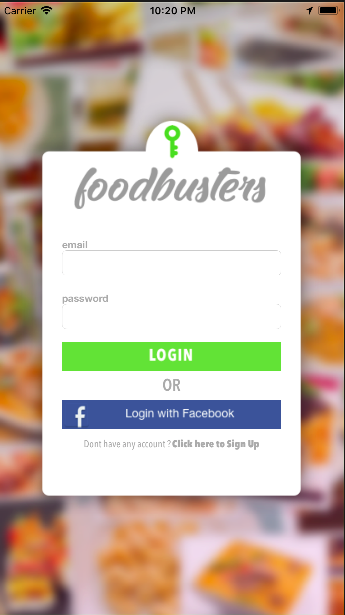 Carrier 10:20 PM
foodbusters
email
password
LOGIN
OR
f Login with Facebook
Dont have any account ? Click here to Sign Up